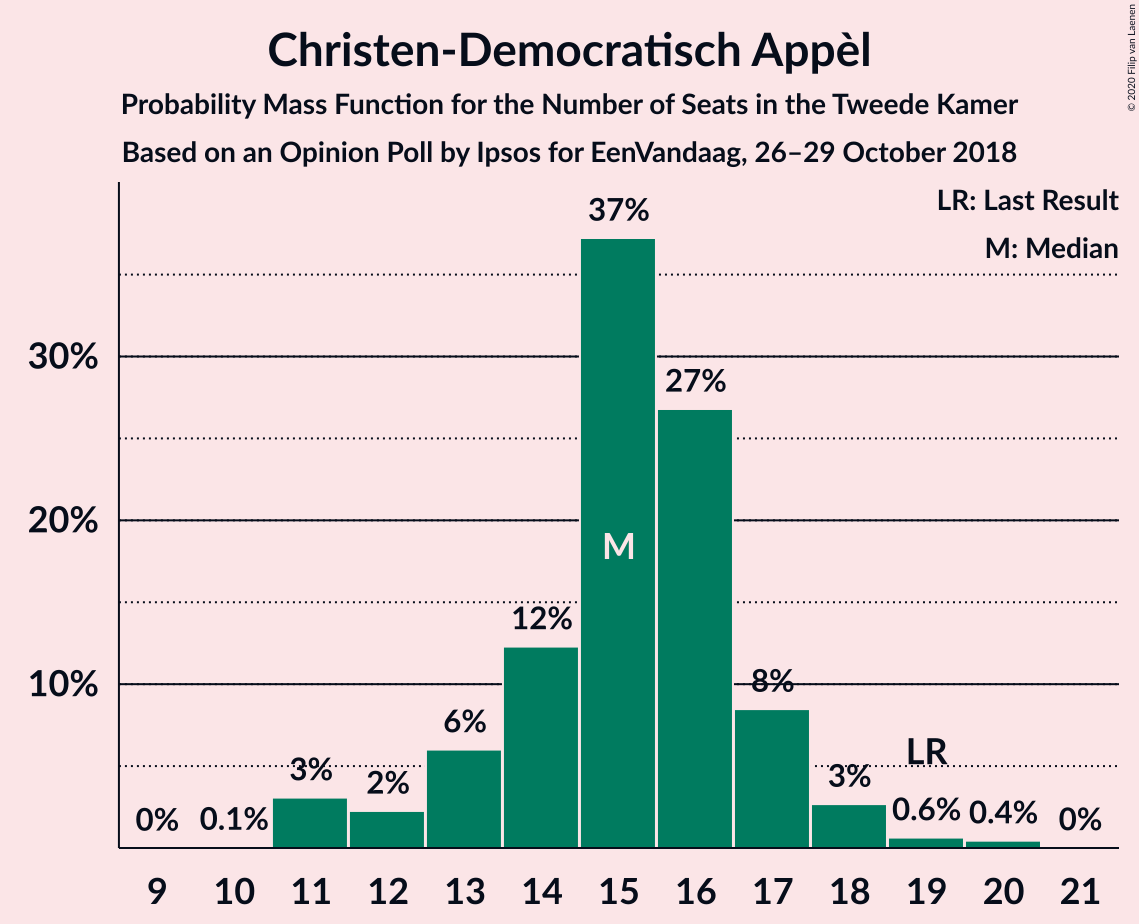 Christen-Democratisch Appèl
Probability Mass Function for the Number of Seats in the Tweede Kamer
Based on an Opinion Poll by Ipsos for EenVandaag, 26–29 October 2018
© 2020 Filip van Laenen
LR: Last Result
M: Median
37%
30%
27%
20%
M
12%
10%
8%
6%
LR
3%
2%
3%
0%
0.1%
0.6%
0.4%
0%
9 10 11 12 13 14 15 16 17 18 19 20 21